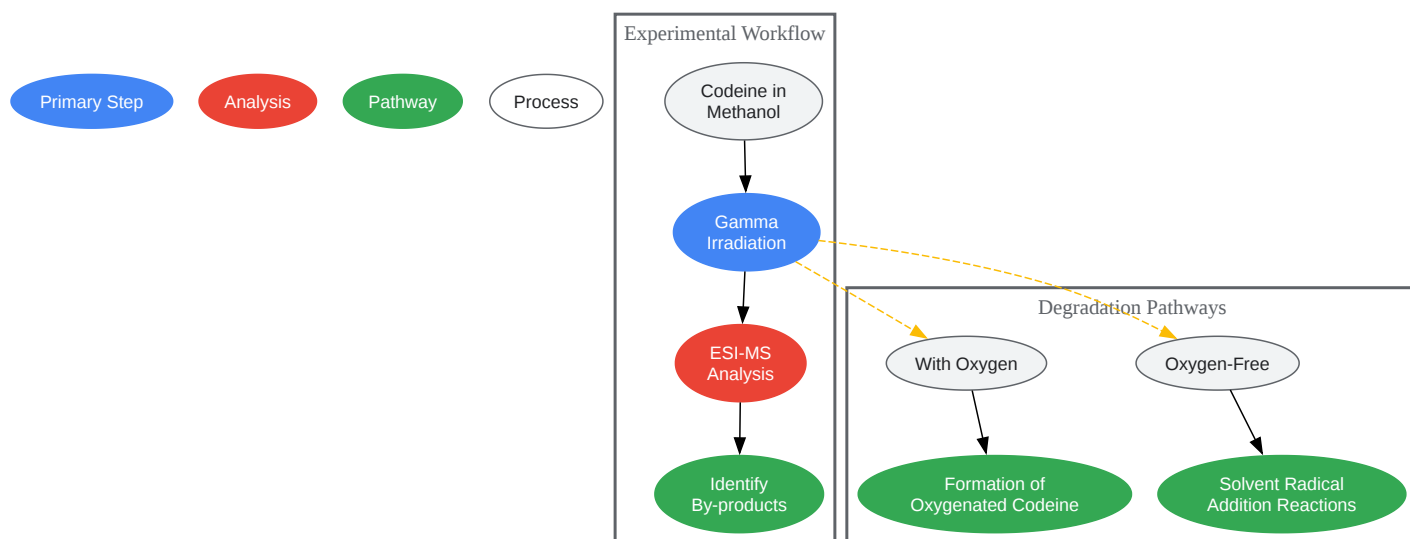 Experimental Workflow
Primary Step
Analysis
Pathway
Process
Codeine in
Methanol
Gamma
Irradiation
Degradation Pathways
ESI-MS
Analysis
With Oxygen
Oxygen-Free
Identify
By-products
Formation of
Oxygenated Codeine
Solvent Radical
Addition Reactions